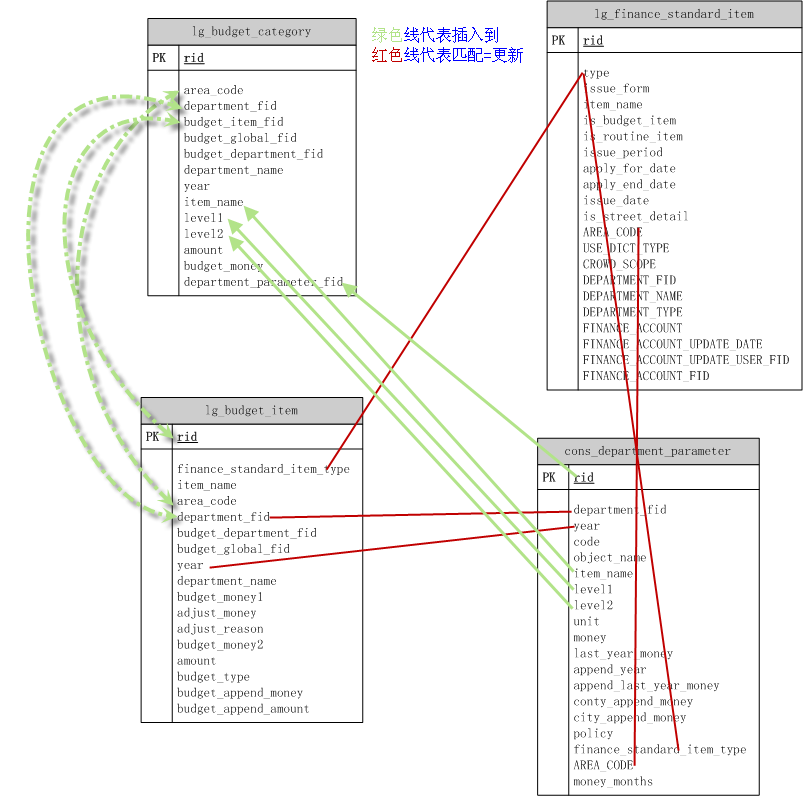 lg_budget_category
PK
rid
area_code
department_fid
budget_item_fid
budget_global_fid
budget_department_fid
department_name
year
item_name
level1
level2
amount
budget_money
department_parameter_fid
绿色线代表插入到
红色线代表匹配=更新
lg_finance_standard_item
PK
rid
type
issue_form
item_name
is_budget_item
is_routine_item
issue_period
apply_for_date
apply_end_date
issue_date
is_street_detail
AREA_CODE
USE_DICT_TYPE
CROWD_SCOPE
DEPARTMENT_FID
DEPARTMENT_NAME
DEPARTMENT_TYPE
FINANCE_ACCOUNT
FINANCE_ACCOUNT_UPDATE_DATE
FINANCE_ACCOUNT_UPDATE_USER_FID
FINANCE_ACCOUNT_FID
lg_budget_item
PK
rid
finance_standard_item_type
item_name
area_code
department_fid
budget_department_fid
budget_global_fid
year
department_name
budget_money1
adjust_money
adjust_reason
budget_money2
amount
budget_type
budget_append_money
budget_append_amount
cons_department_parameter
PK
rid
department_fid
year
code
object_name
item_name
level1
level2
unit
money
last_year_money
append_year
append_last_year_money
conty_append_money
city_append_money
policy
finance_standard_item_type
AREA_CODE
money_months